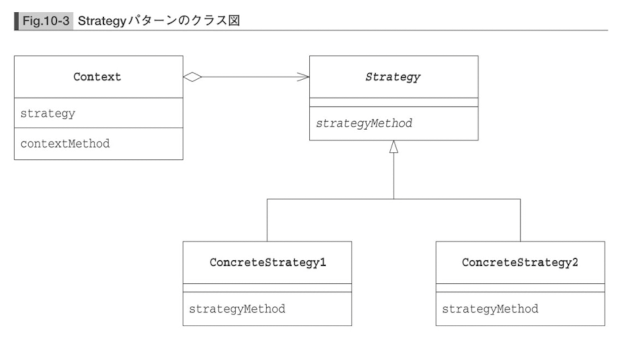 Fig.10-3 Strategyパターンのクラス図
Context
Strategy
strategy
strategyMethod
contextMethod
ConcreteStrategy1
ConcreteStrategy2
strategyMethod
strategyMethod